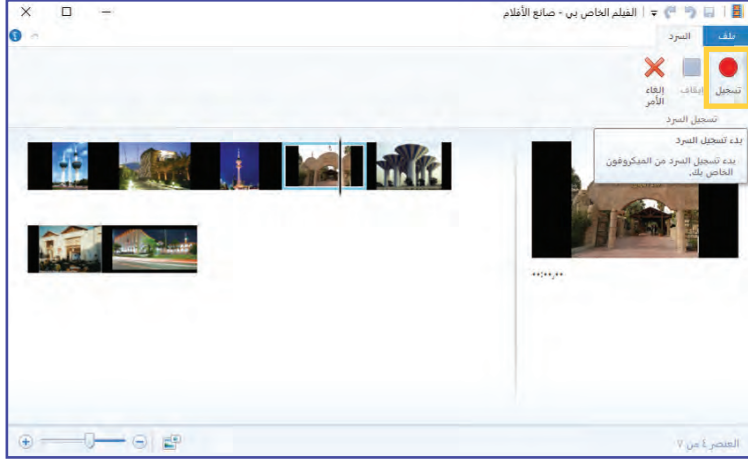 الفيلم الخاص بي - صانع الأفلام
ملف
السرد
تسجيل
إيقاف
إلغاء
الأمر
تسجيل السرد
بدء تسجيل السرد
بدء تسجيل السرد من الميكروفون
الخاص بك.
٠٠:٠٠,٠٠
العنصر ٤ من ٧